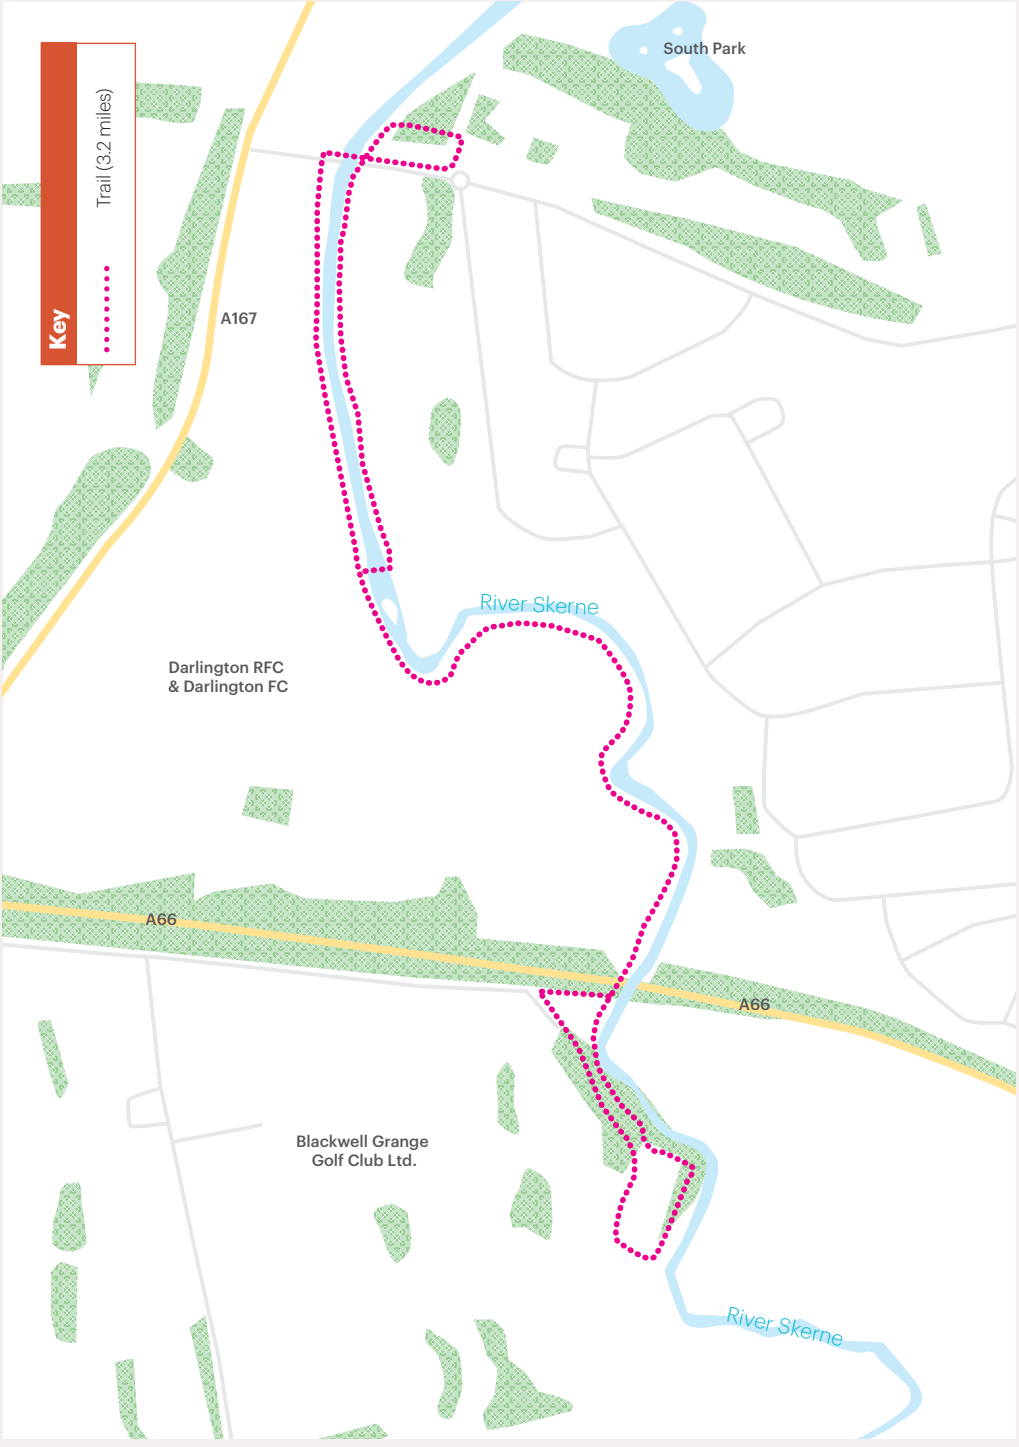 South Park
Key
Trail (3.2 miles)
A167
River Skerne
Darlington RFC
& Darlington FC
A66
A66
Blackwell Grange
Golf Club Ltd.
River Skerne